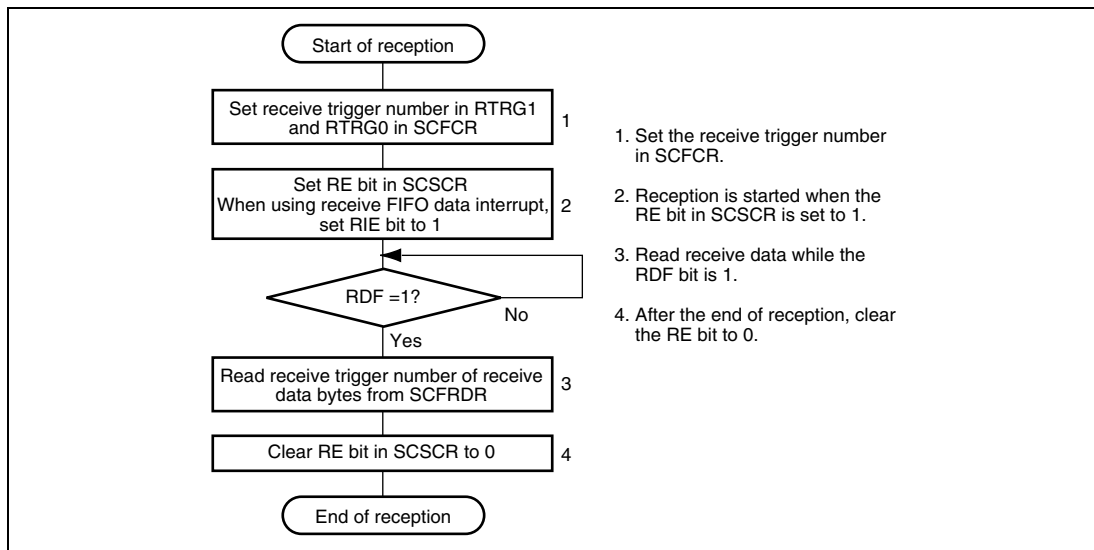 Start of reception
Set receive trigger number in RTRG1
and RTRG0 in SCFCR
1
Set RE bit in SCSCR
When using receive FIFO data interrupt,
set RIE bit to 1
2
RDF =1?
No
Yes
Read receive trigger number of receive
data bytes from SCFRDR
3
Clear RE bit in SCSCR to 0
4
End of reception
1. Set the receive trigger number
in SCFCR.
2. Reception is started when the
RE bit in SCSCR is set to 1.
3. Read receive data while the
RDF bit is 1.
4. After the end of reception, clear
the RE bit to 0.